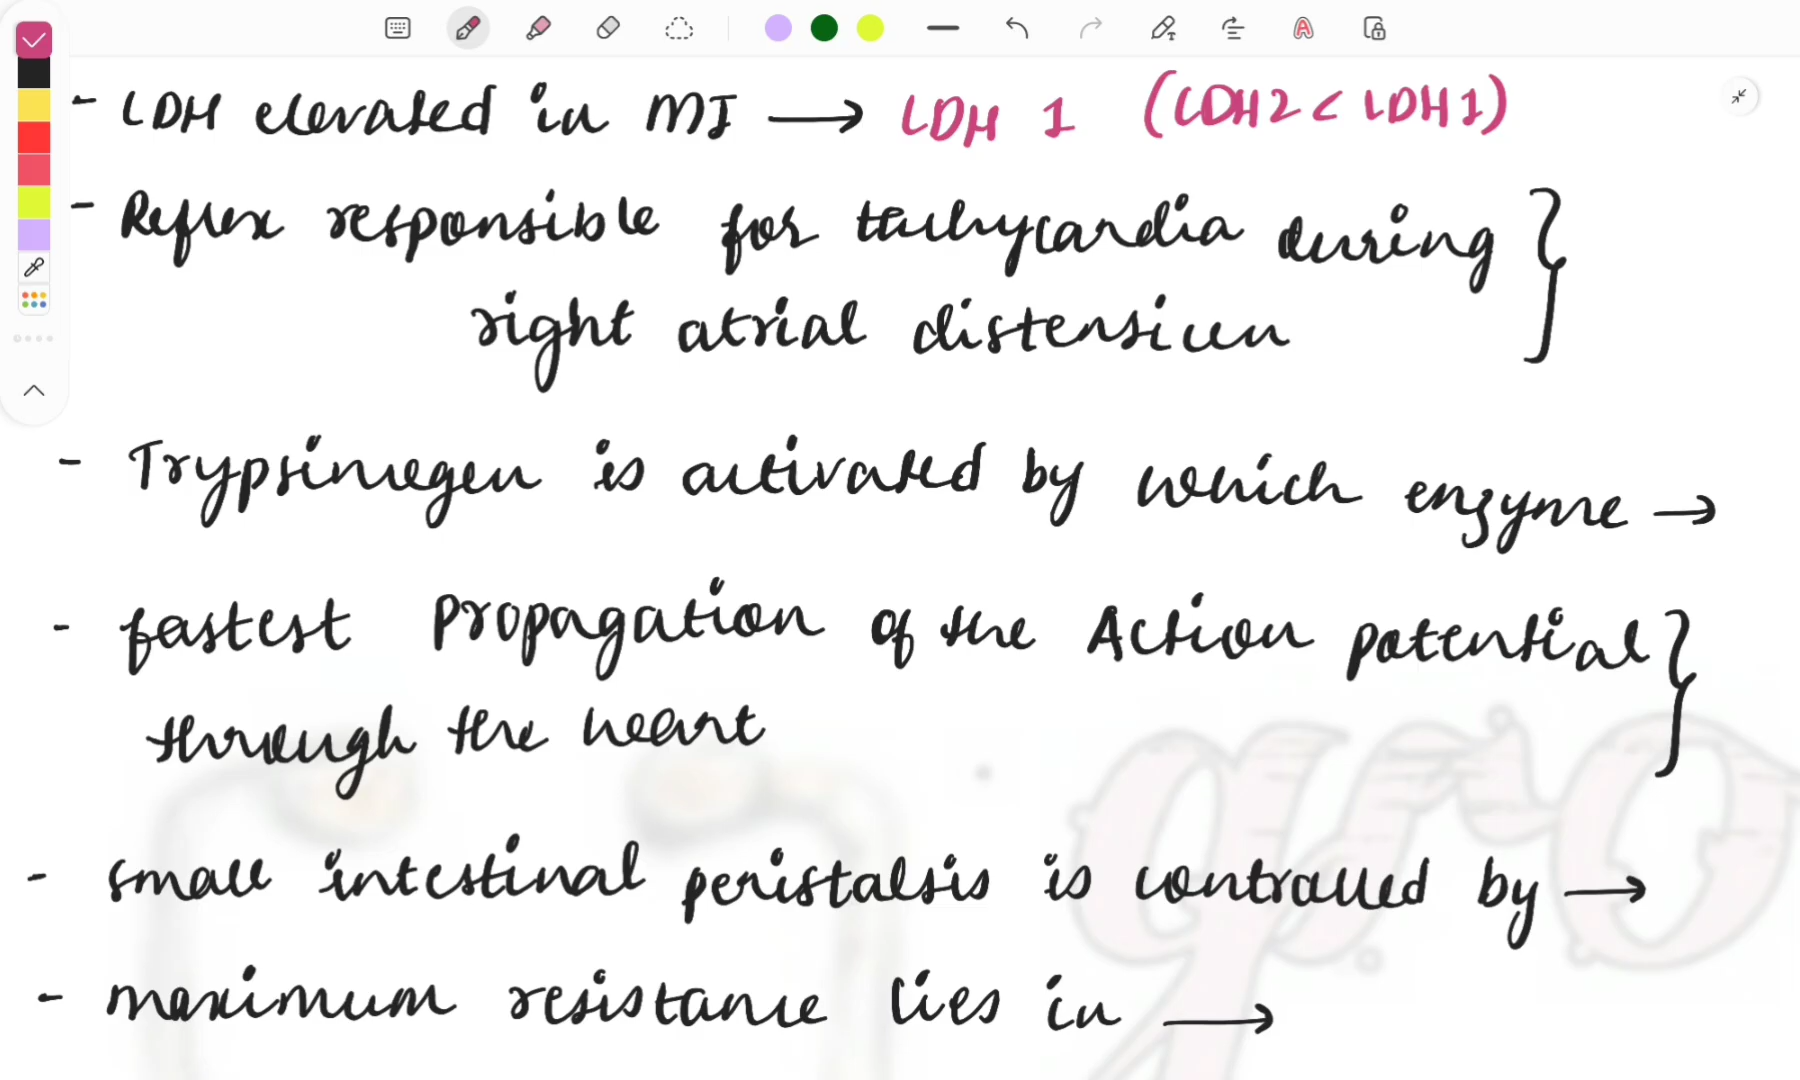 - LDH elevated in MI → LDH 1 (LDH2 < LDH1)
- Reflex responsible for tachycardia during
right atrial distension
- Trypsinogen is activated by which enzyme →
- fastest Propagation of the Action potential
through the heart
- small intestinal peristalsis is controlled by →
- maximum resistance lies in →